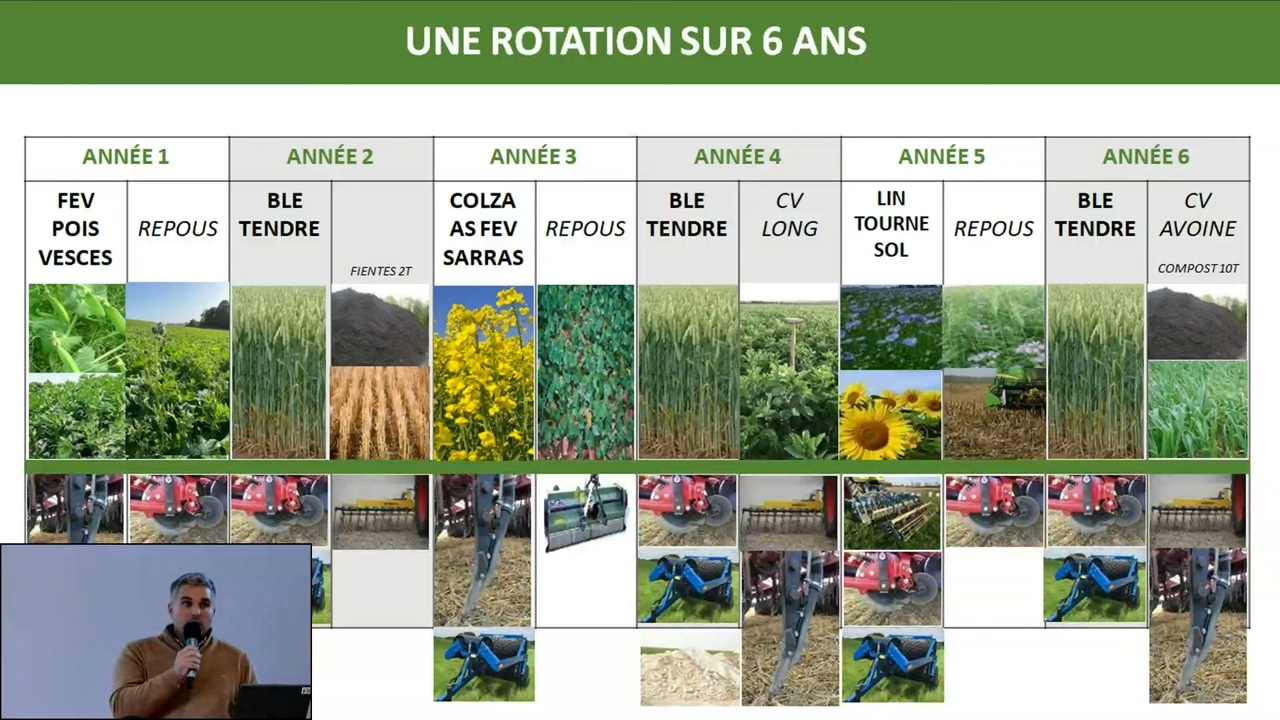 UNE ROTATION SUR 6 ANS
ANNÉE 1
ANNÉE 2
ANNÉE 3
ANNÉE 4
ANNÉE 5
ANNÉE 6
FEV
POIS
VESCES
REPOUS
BLE
TENDRE
FIENTES 2T
COLZA
AS FEV
SARRAS
REPOUS
BLE
TENDRE
CV
LONG
LIN
TOURNE
SOL
REPOUS
BLE
TENDRE
CV
AVOINE
COMPOST 10T